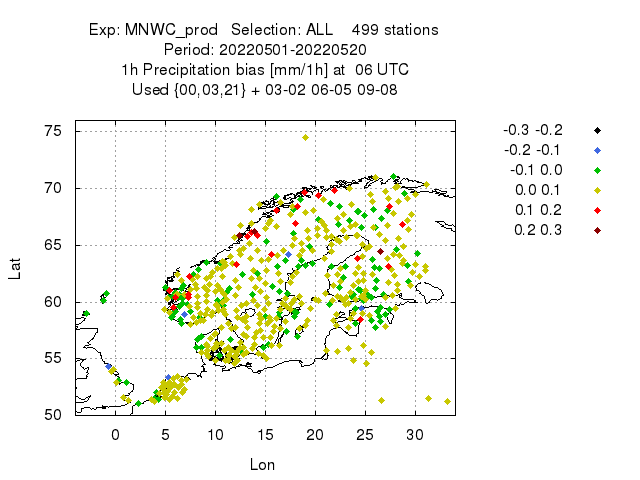 Exp: MNWC_prod   Selection: ALL    499 stations
Period: 20220501-20220520
1h Precipitation bias [mm/1h] at  06 UTC
Used {00,03,21} + 03-02 06-05 09-08
-0.3 -0.2
-0.2 -0.1
-0.1 0.0
0.0 0.1
0.1 0.2
0.2 0.3
75
70
65
60
55
50
Lat
0 5 10 15 20 25 30
Lon